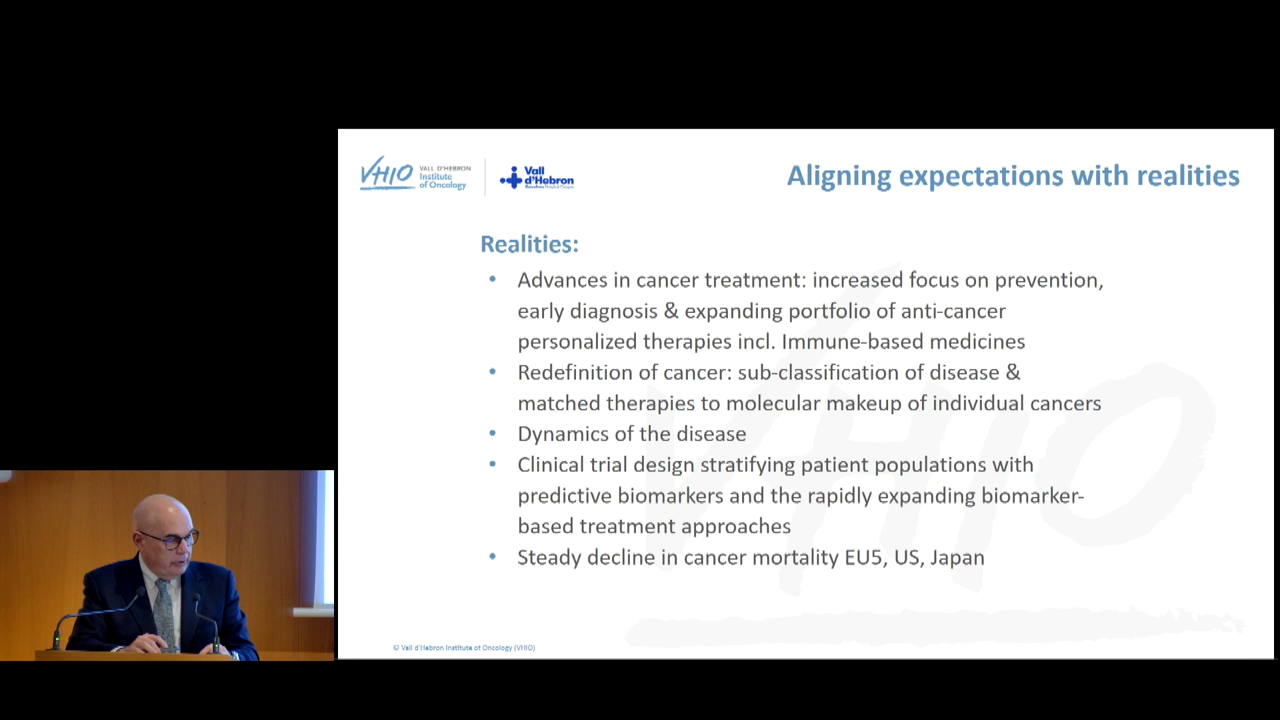 VHIO
VALL D'HEBRON
Institute
of Oncology
Vall
d'Hebron
Aligning expectations with realities
Realities:
• Advances in cancer treatment: increased focus on prevention,
early diagnosis & expanding portfolio of anti-cancer
personalized therapies incl. Immune-based medicines
• Redefinition of cancer: sub-classification of disease &
matched therapies to molecular makeup of individual cancers
• Dynamics of the disease
• Clinical trial design stratifying patient populations with
predictive biomarkers and the rapidly expanding biomarker-
based treatment approaches
• Steady decline in cancer mortality EU5, US, Japan
VHIO
© Vall d'Hebron Institute of Oncology (VHIO)